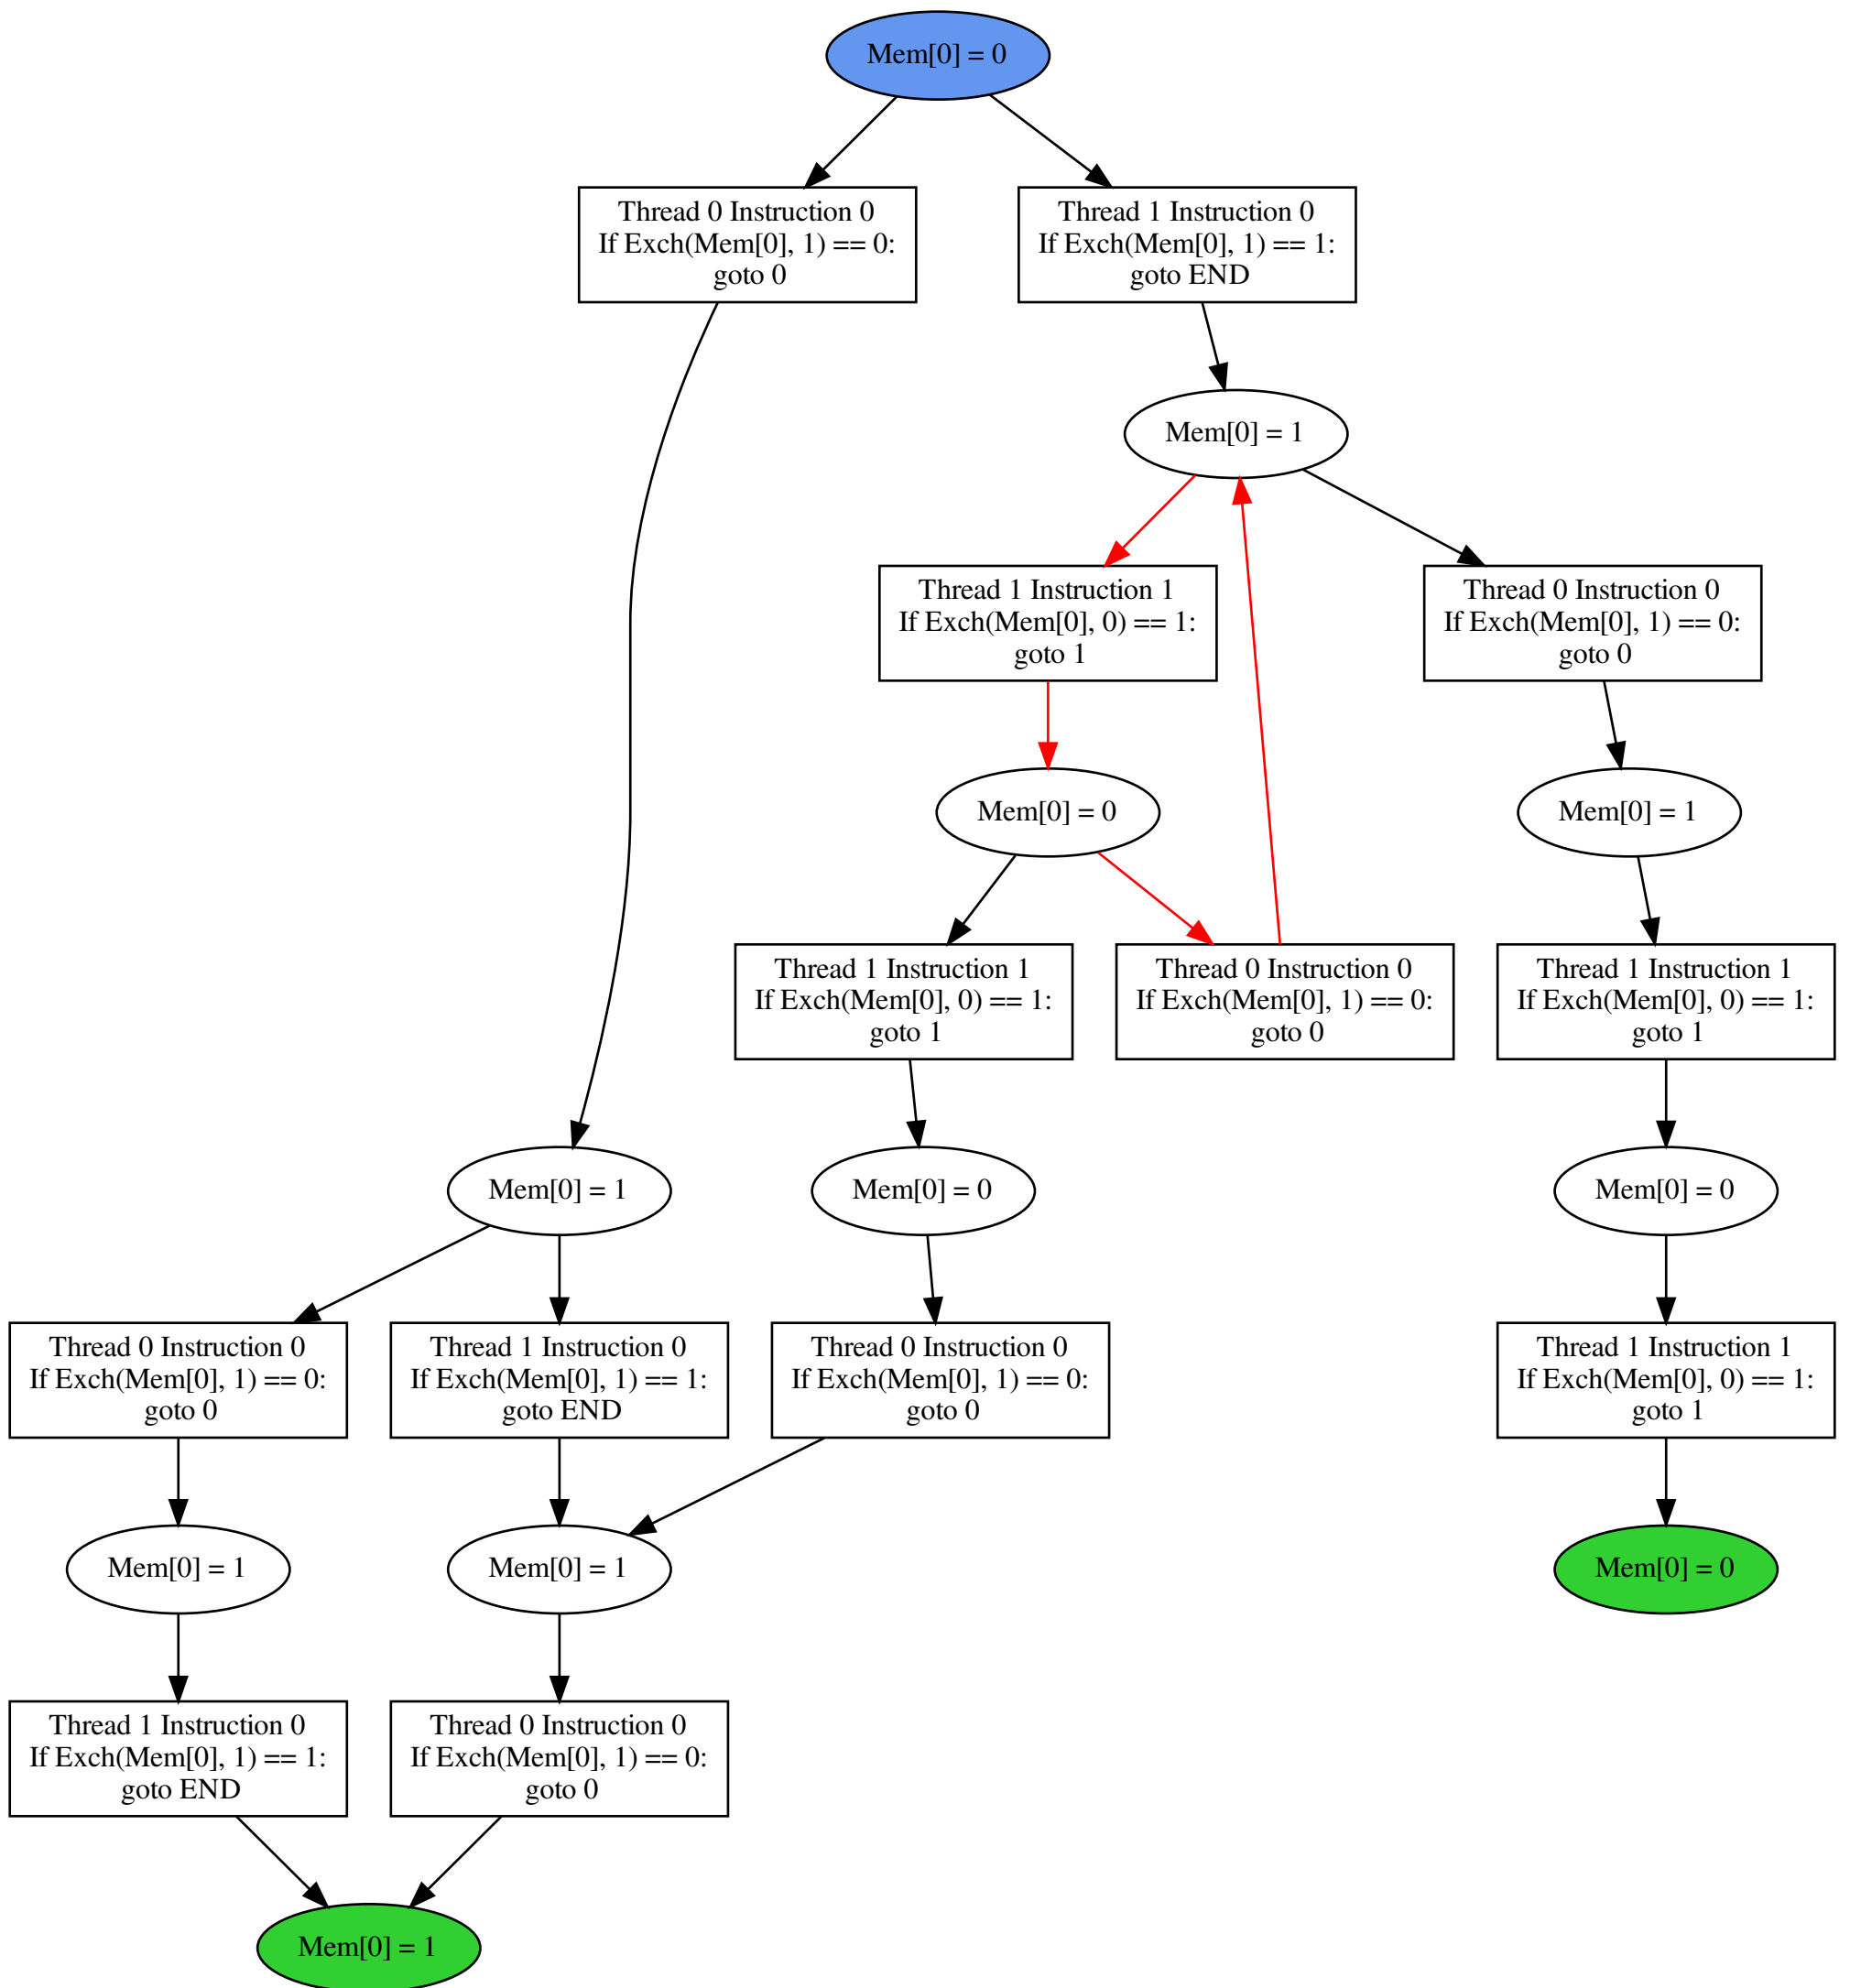 Mem[0] = 0
Thread 0 Instruction 0
If Exch(Mem[0], 1) == 0:
goto 0
Thread 1 Instruction 0
If Exch(Mem[0], 1) == 1:
goto END
Mem[0] = 1
Thread 1 Instruction 1
If Exch(Mem[0], 0) == 1:
goto 1
Thread 0 Instruction 0
If Exch(Mem[0], 1) == 0:
goto 0
Mem[0] = 0
Mem[0] = 1
Thread 1 Instruction 1
If Exch(Mem[0], 0) == 1:
goto 1
Thread 0 Instruction 0
If Exch(Mem[0], 1) == 0:
goto 0
Thread 1 Instruction 1
If Exch(Mem[0], 0) == 1:
goto 1
Mem[0] = 1
Mem[0] = 0
Mem[0] = 0
Thread 0 Instruction 0
If Exch(Mem[0], 1) == 0:
goto 0
Thread 1 Instruction 0
If Exch(Mem[0], 1) == 1:
goto END
Thread 0 Instruction 0
If Exch(Mem[0], 1) == 0:
goto 0
Thread 1 Instruction 1
If Exch(Mem[0], 0) == 1:
goto 1
Mem[0] = 1
Mem[0] = 1
Mem[0] = 0
Thread 1 Instruction 0
If Exch(Mem[0], 1) == 1:
goto END
Thread 0 Instruction 0
If Exch(Mem[0], 1) == 0:
goto 0
Mem[0] = 1